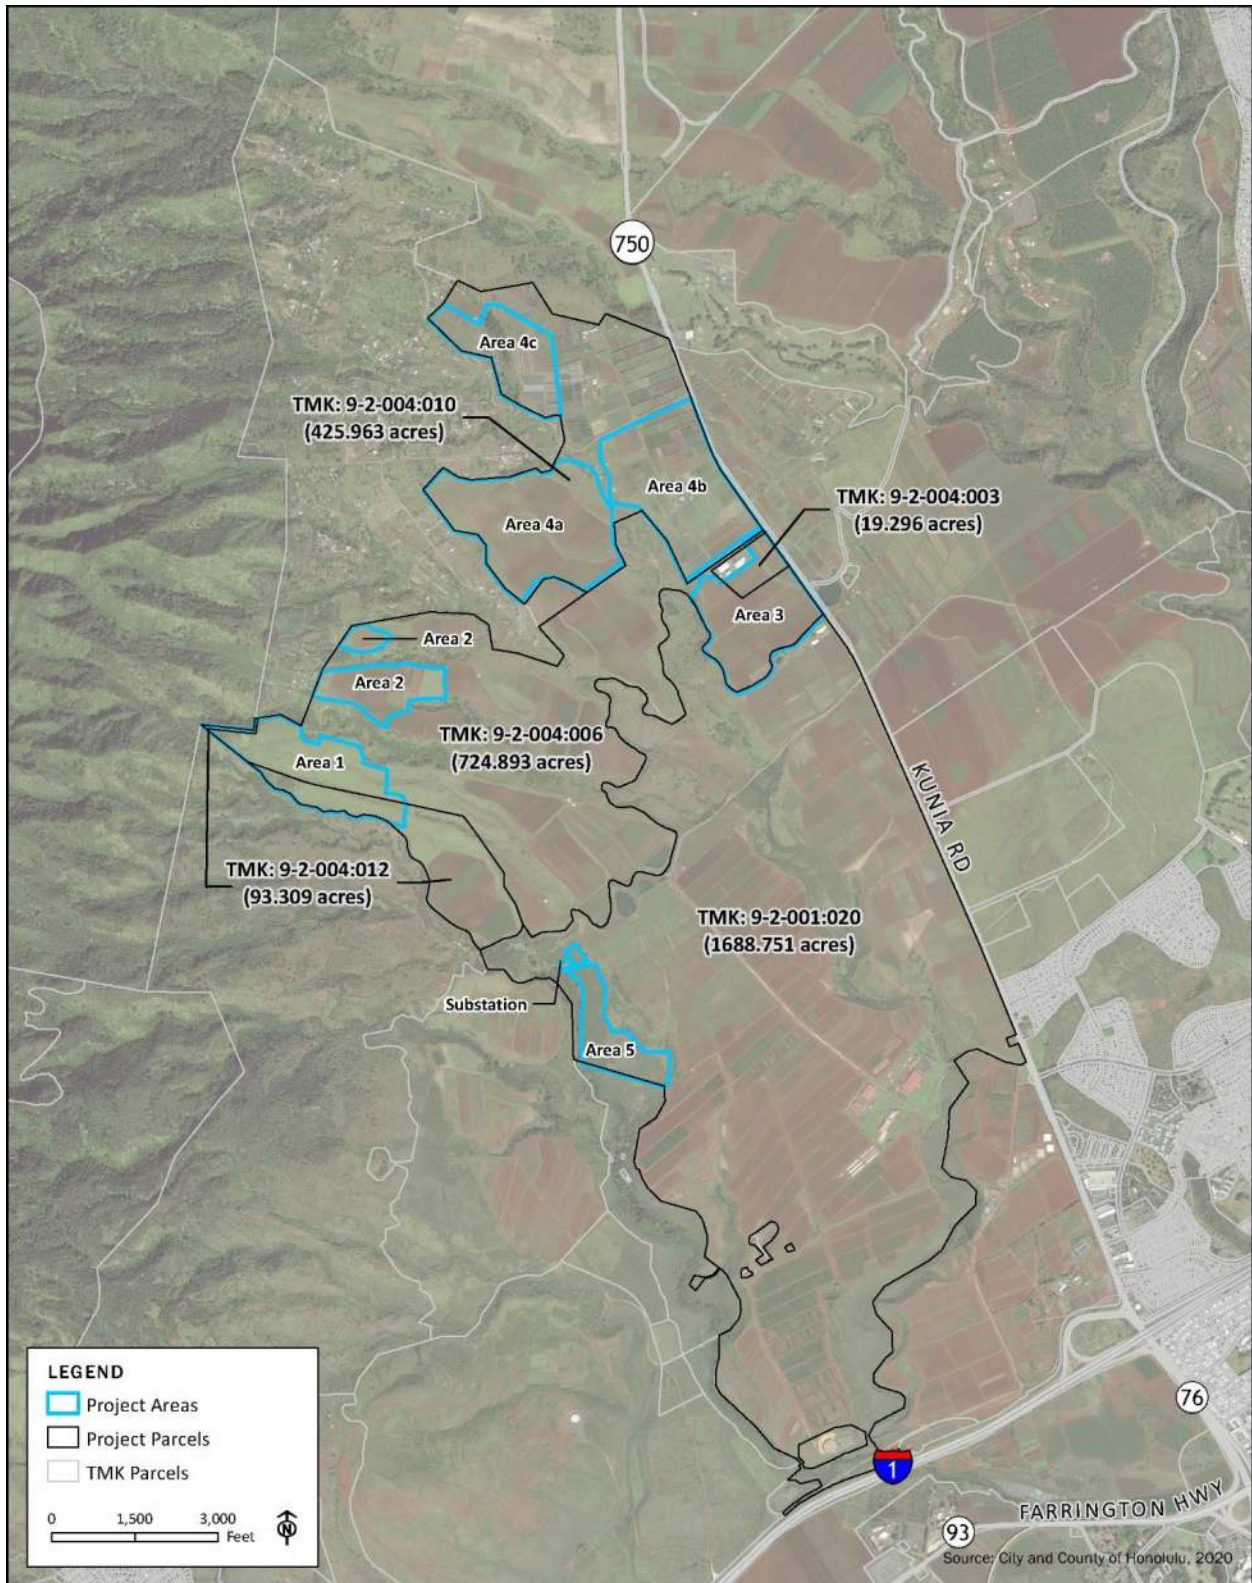 750
Area 4c
TMK: 9-2-004:010
(425.963 acres)
Area 4b
TMK: 9-2-004:003
(19.296 acres)
Area 4a
Area 3
Area 2
Area 2
TMK: 9-2-004:006
(724.893 acres)
Area 1
KUNIA RD
TMK: 9-2-004:012
(93.309 acres)
TMK: 9-2-001:020
(1688.751 acres)
Substation
Area 5
LEGEND
Project Areas
Project Parcels
TMK Parcels
0 1,500 3,000
Feet
N
76
1
FARRINGTON HWY
93
Source: City and County of Honolulu, 2020